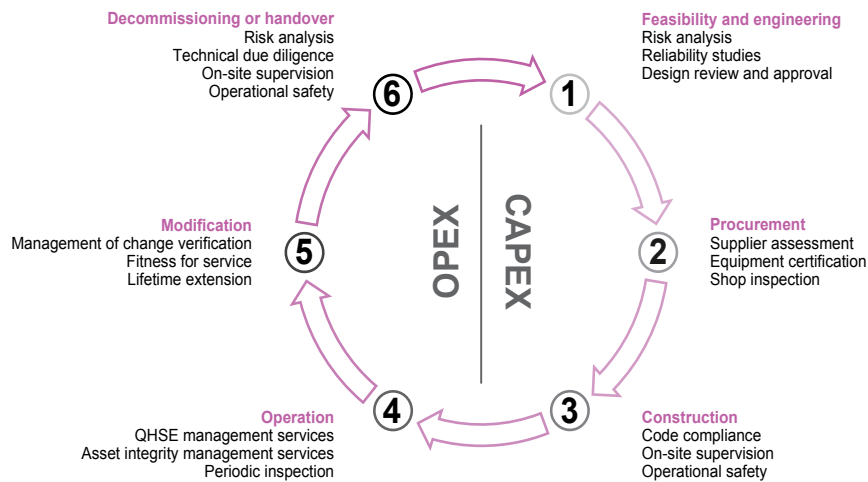 Decommissioning or handover
Risk analysis
Technical due diligence
On-site supervision
Operational safety
6
Feasibility and engineering
Risk analysis
Reliability studies
Design review and approval
1
Modification
Management of change verification
Fitness for service
Lifetime extension
5
OPEX
CAPEX
2
Procurement
Supplier assessment
Equipment certification
Shop inspection
Operation
QHSE management services
Asset integrity management services
Periodic inspection
4
3
Construction
Code compliance
On-site supervision
Operational safety